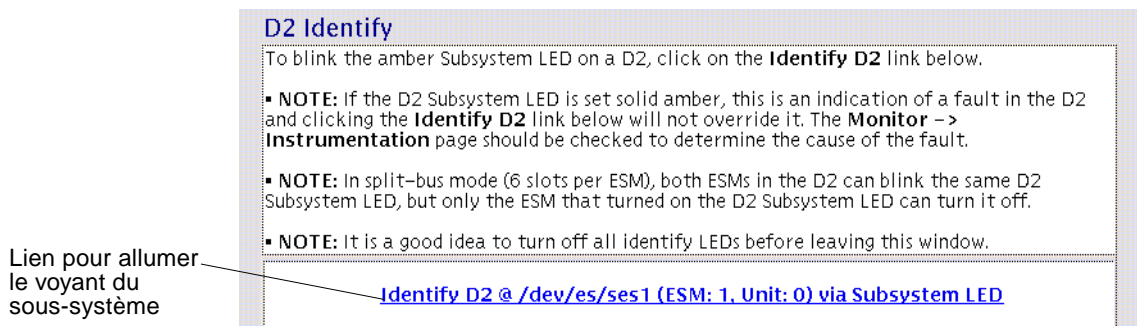 D2 Identify
To blink the amber Subsystem LED on a D2, click on the Identify D2 link below.
▪ NOTE: If the D2 Subsystem LED is set solid amber, this is an indication of a fault in the D2
and clicking the Identify D2 link below will not override it. The Monitor –>
Instrumentation page should be checked to determine the cause of the fault.
▪ NOTE: In split–bus mode (6 slots per ESM), both ESMs in the D2 can blink the same D2
Subsystem LED, but only the ESM that turned on the D2 Subsystem LED can turn it off.
▪ NOTE: It is a good idea to turn off all identify LEDs before leaving this window.
Lien pour allumer
le voyant du
sous-système
Identify D2 @ /dev/es/ses1 (ESM: 1, Unit: 0) via Subsystem LED